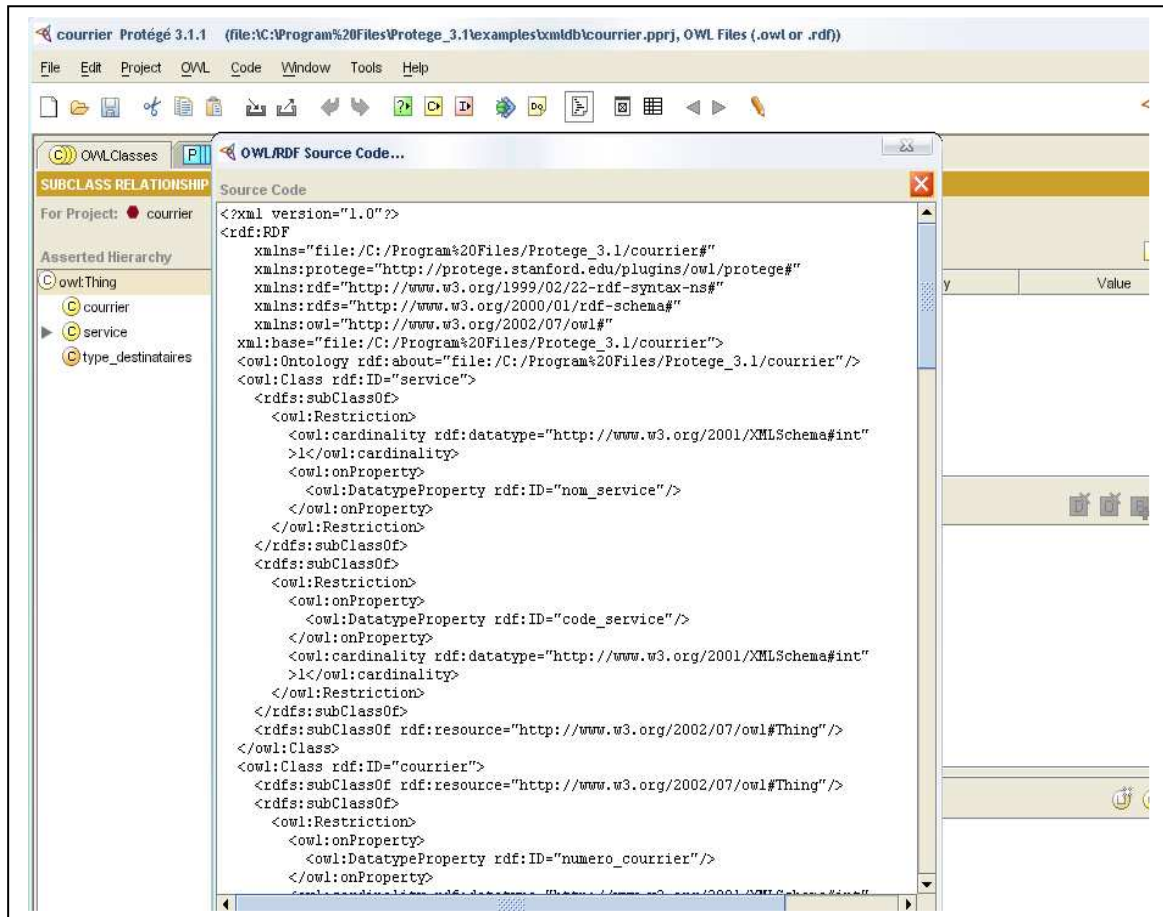 courrier Protégé 3.1.1 (file:\C:\Program%20Files\Protege_3.1\examples\xmldb\courrier.pprj, OWL Files (.owl or .rdf))
File Edit Project OWL Code Window Tools Help
OWLClasses P
OWL/RDF Source Code...
SUBCLASS RELATIONSHIP
Source Code
For Project: courrier
Asserted Hierarchy
owl:Thing
courrier
service
type_destinataires
y Value
<?xml version="1.0"?>
<rdf:RDF
xmlns="file:/C:/Program%20Files/Protege_3.1/courrier#"
xmlns:protege="http://protege.stanford.edu/plugins/owl/protege#"
xmlns:rdf="http://www.w3.org/1999/02/22-rdf-syntax-ns#"
xmlns:rdfs="http://www.w3.org/2000/01/rdf-schema#"
xmlns:owl="http://www.w3.org/2002/07/owl#"
xml:base="file:/C:/Program%20Files/Protege_3.1/courrier">
<owl:Ontology rdf:about="file:/C:/Program%20Files/Protege_3.1/courrier"/>
<owl:Class rdf:ID="service">
<rdfs:subClassOf>
<owl:Restriction>
<owl:cardinality rdf:datatype="http://www.w3.org/2001/XMLSchema#int"
>1</owl:cardinality>
<owl:onProperty>
<owl:DatatypeProperty rdf:ID="nom_service"/>
</owl:onProperty>
</owl:Restriction>
</rdfs:subClassOf>
<rdfs:subClassOf>
<owl:Restriction>
<owl:onProperty>
<owl:DatatypeProperty rdf:ID="code_service"/>
</owl:onProperty>
<owl:cardinality rdf:datatype="http://www.w3.org/2001/XMLSchema#int"
>1</owl:cardinality>
</owl:Restriction>
</rdfs:subClassOf>
<rdfs:subClassOf rdf:resource="http://www.w3.org/2002/07/owl#Thing"/>
</owl:Class>
<owl:Class rdf:ID="courrier">
<rdfs:subClassOf rdf:resource="http://www.w3.org/2002/07/owl#Thing"/>
<rdfs:subClassOf>
<owl:Restriction>
<owl:onProperty>
<owl:DatatypeProperty rdf:ID="numero_courrier"/>
</owl:onProperty>